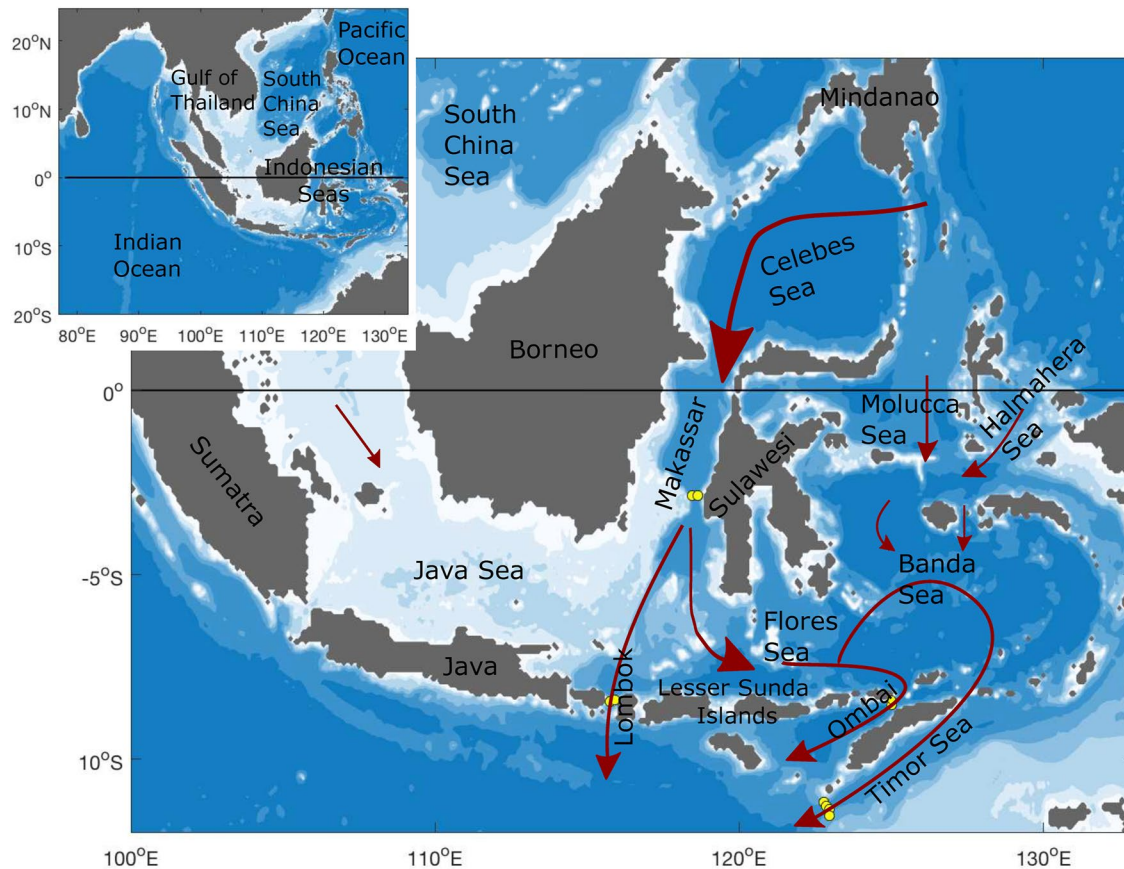 20°N
10°N
0°
10°S
20°S
80°E
90°E
100°E
110°E
120°E
130°E
Pacific
Ocean
Gulf of
Thailand
South
China
Sea
Indonesian
Seas
Indian
Ocean
South
China
Sea
Mindanao
Celebes
Sea
Borneo
0°
Molucca
Sea
Halmahera
Sea
Sumatra
Makassar
Sulawesi
-5°S
Java Sea
Banda
Sea
Flores
Sea
Java
Lombok
Lesser Sunda
Islands
Ombai
Timor Sea
10°S
100°E
110°E
120°E
130°E